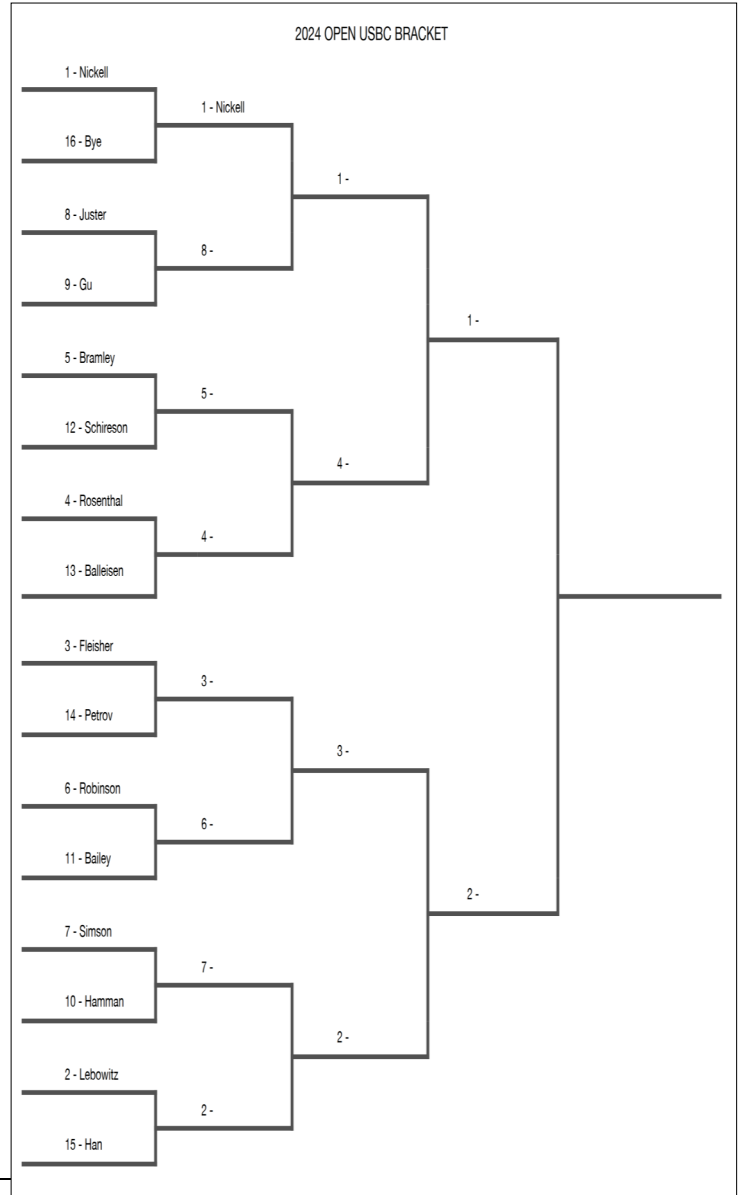 2024 OPEN USBC BRACKET
1 - Nickell
1 - Nickell
16 - Bye
1 -
8 - Juster
8 -
9 - Gu
1 -
5 - Bramley
5 -
12 - Schireson
4 -
4 - Rosenthal
4 -
13 - Balleisen
3 - Fleisher
3 -
14 - Petrov
3 -
6 - Robinson
6 -
11 - Bailey
2 -
7 - Simson
7 -
10 - Hamman
2 -
2 - Lebowitz
2 -
15 - Han